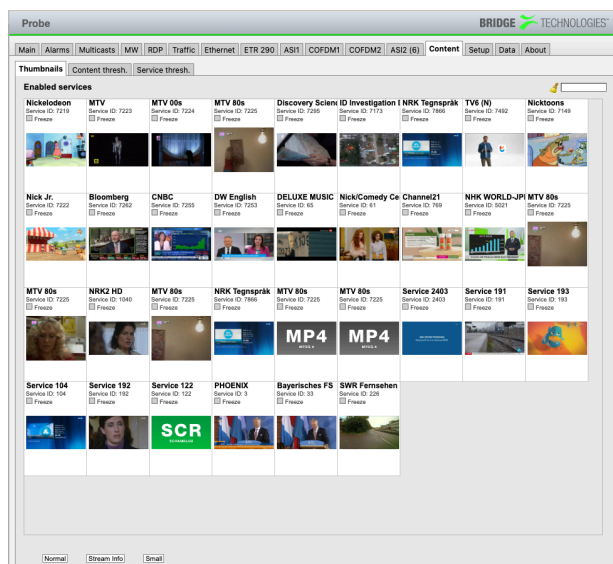 Probe
BRIDGE TECHNOLOGIES
Main Alarms Multicasts MW RDP Traffic Ethernet ETR 290 ASI1 COFDM1 COFDM2 ASI2 (6) Content Setup Data About
Thumbnails Content thresh. Service thresh.
Enabled services
Nickelodeon MTV MTV 00s MTV 80s Discovery Scienc ID Investigation NRK Tegnspråk TV6 (N) Nicktoons
Service ID: 7219 Service ID: 7223 Service ID: 7224 Service ID: 7225 Service ID: 7295 Service ID: 7173 Service ID: 7866 Service ID: 7492 Service ID: 7149
Freeze Freeze Freeze Freeze Freeze Freeze Freeze Freeze Freeze
Nick Jr. Bloomberg CNBC DW English DELUXE MUSIC Nick/Comedy Ce Channel21 NHK WORLD-JP MTV 80s
Service ID: 7222 Service ID: 7262 Service ID: 7255 Service ID: 7253 Service ID: 65 Service ID: 61 Service ID: 769 Service ID: 5021 Service ID: 7225
Freeze Freeze Freeze Freeze Freeze Freeze Freeze Freeze Freeze
MTV 80s NRK2 HD MTV 80s NRK Tegnspråk MTV 80s MTV 80s Service 2403 Service 191 Service 193
Service ID: 7225 Service ID: 1040 Service ID: 7225 Service ID: 7866 Service ID: 7225 Service ID: 7225 Service ID: 2403 Service ID: 191 Service ID: 193
Freeze Freeze Freeze Freeze Freeze Freeze Freeze Freeze Freeze
MP4 MP4
MPEG 4 MPEG 4
Service 104 Service 192 Service 122 PHOENIX Bayerisches FS SWR Fernsehen
Service ID: 104 Service ID: 192 Service ID: 122 Service ID: 3 Service ID: 33 Service ID: 226
Freeze Freeze Freeze Freeze Freeze Freeze
SCR
SCRAMBLED
Normal Stream Info Small